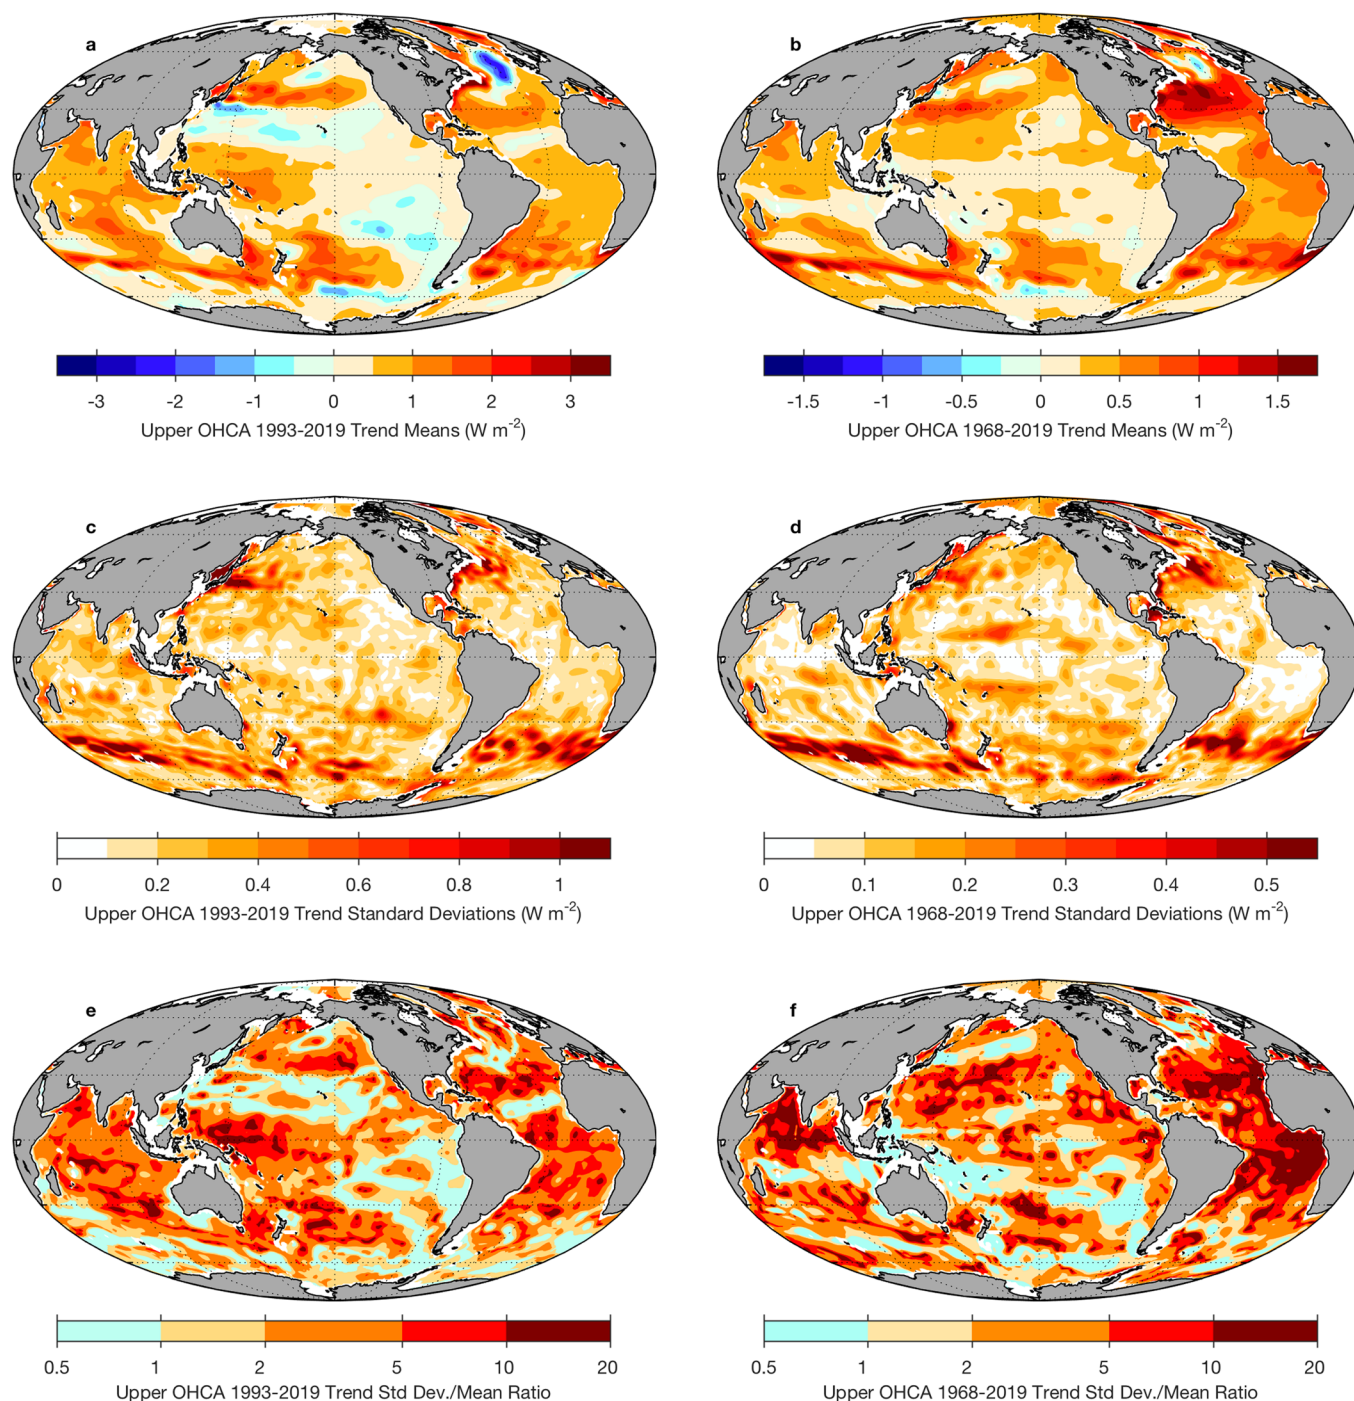 a
b
-3 -2 -1 0 1 2 3
Upper OHCA 1993-2019 Trend Means (W m⁻²)
-1.5 -1 -0.5 0 0.5 1 1.5
Upper OHCA 1968-2019 Trend Means (W m⁻²)
c
d
0 0.2 0.4 0.6 0.8 1
Upper OHCA 1993-2019 Trend Standard Deviations (W m⁻²)
0 0.1 0.2 0.3 0.4 0.5
Upper OHCA 1968-2019 Trend Standard Deviations (W m⁻²)
e
f
0.5 1 2 5 10 20
Upper OHCA 1993-2019 Trend Std Dev./Mean Ratio
0.5 1 2 5 10 20
Upper OHCA 1968-2019 Trend Std Dev./Mean Ratio